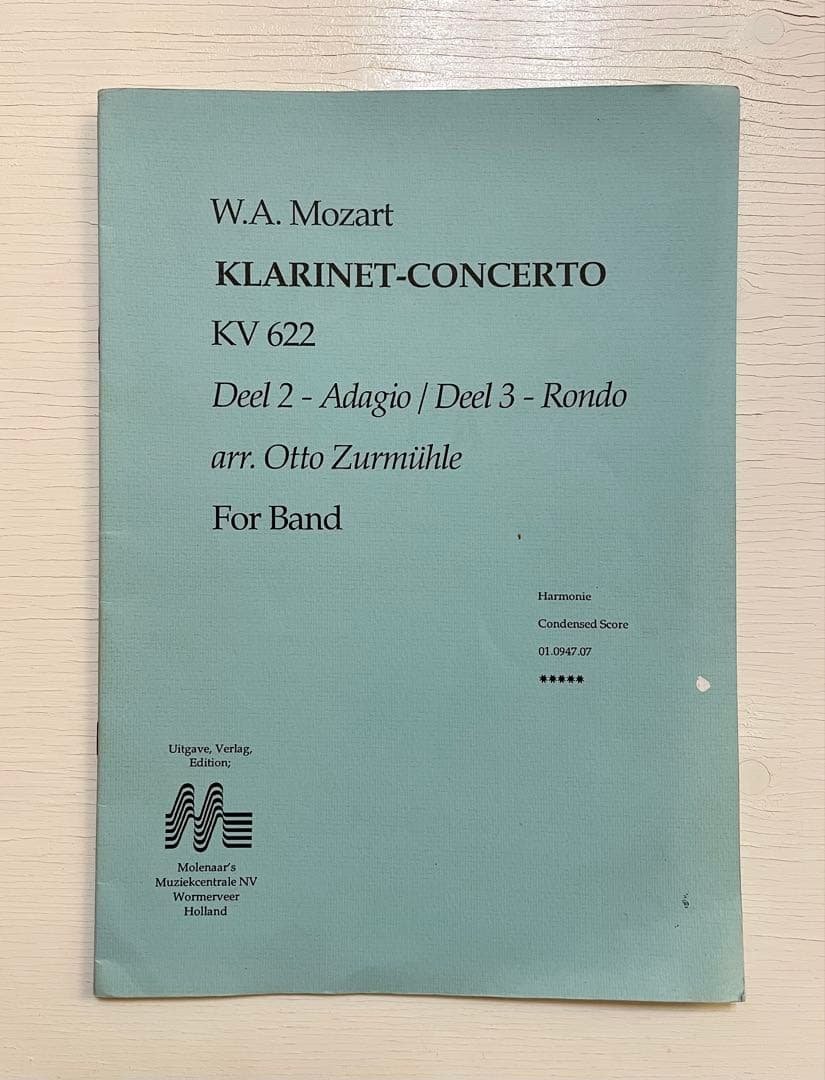 W.A. Mozart
KLARINET-CONCERTO
KV 622
Deel 2 - Adagio / Deel 3 - Rondo
arr. Otto Zurmühle
For Band
Harmonie
Condensed Score
01.0947.07
*****
Uitgave, Verlag,
Edition;
Molenaar's
Muziekcentrale NV
Wormerveer
Holland